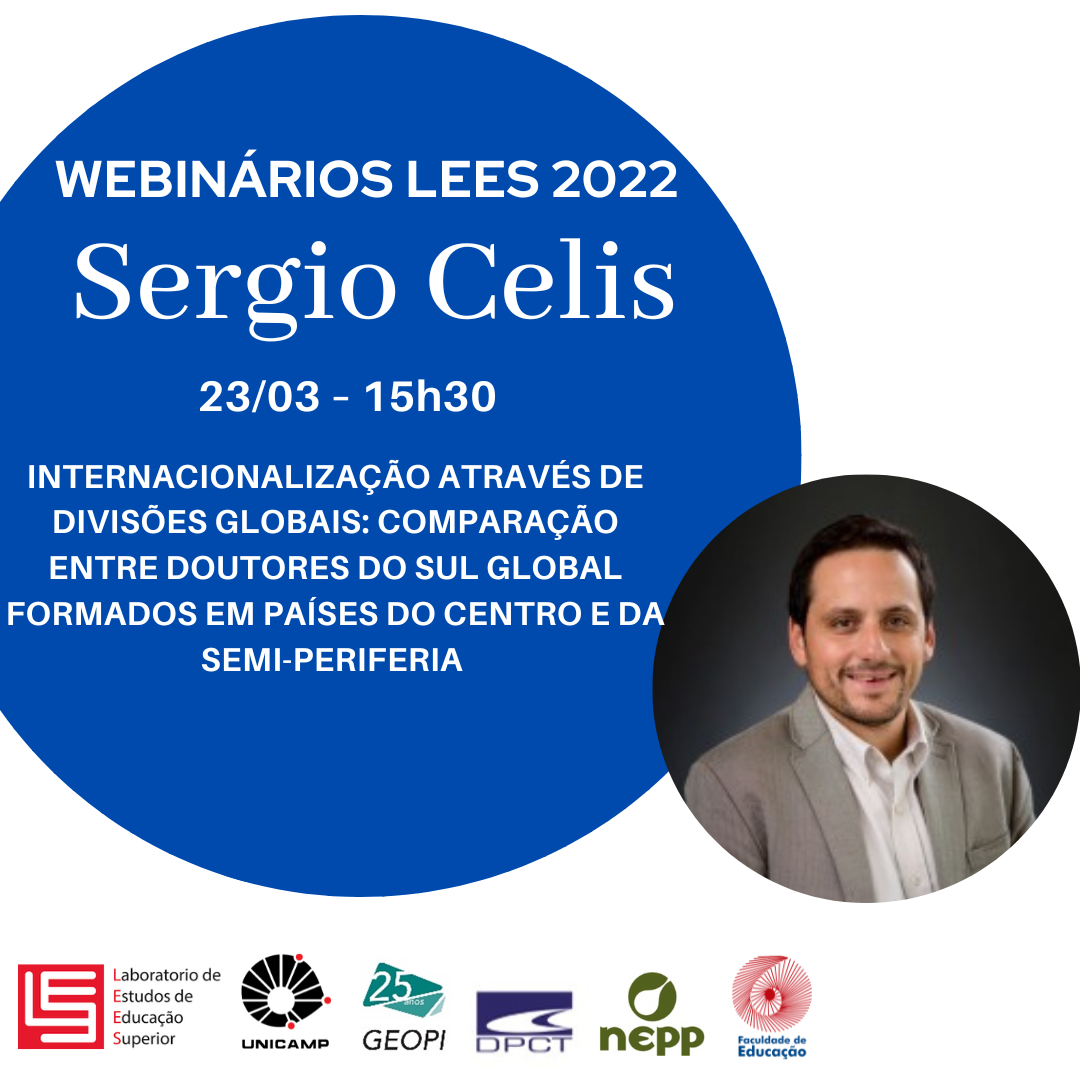 WEBINÁRIOS LEES 2022
Sergio Celis
23/03 – 15h30
INTERNACIONALIZAÇÃO ATRAVÉS DE
DIVISÕES GLOBAIS: COMPARAÇÃO
ENTRE DOUTORES DO SUL GLOBAL
FORMADOS EM PAÍSES DO CENTRO E DA
SEMI-PERIFERIA
Laboratorio de
Estudos de
Educação
Superior
UNICAMP
25
anos
GEOPI
DPCT
nepp
Faculdade de
Educação